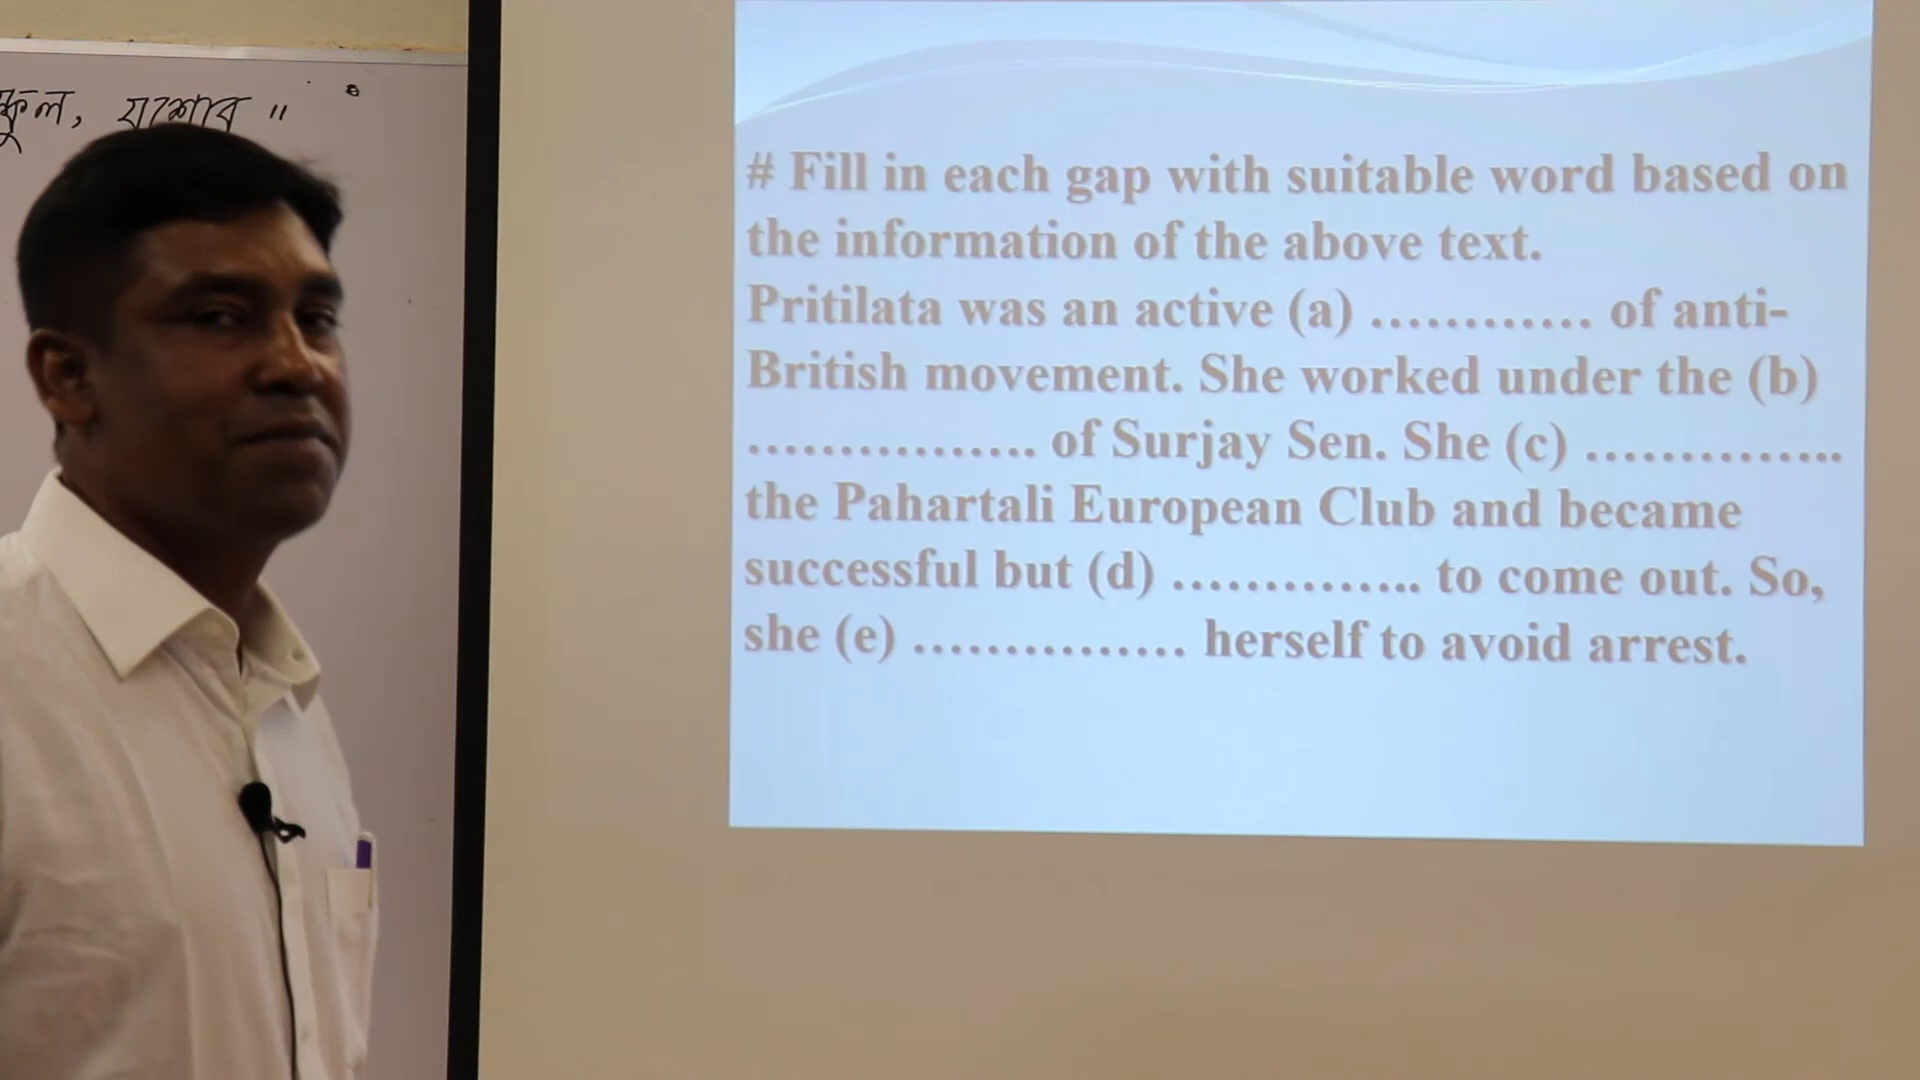 স্কুল, যশোর "
# Fill in each gap with suitable word based on
the information of the above text.
Pritilata was an active (a) ………… of anti-
British movement. She worked under the (b)
……………. of Surjay Sen. She (c) …………..
the Pahartali European Club and became
successful but (d) ………….. to come out. So,
she (e) …………… herself to avoid arrest.